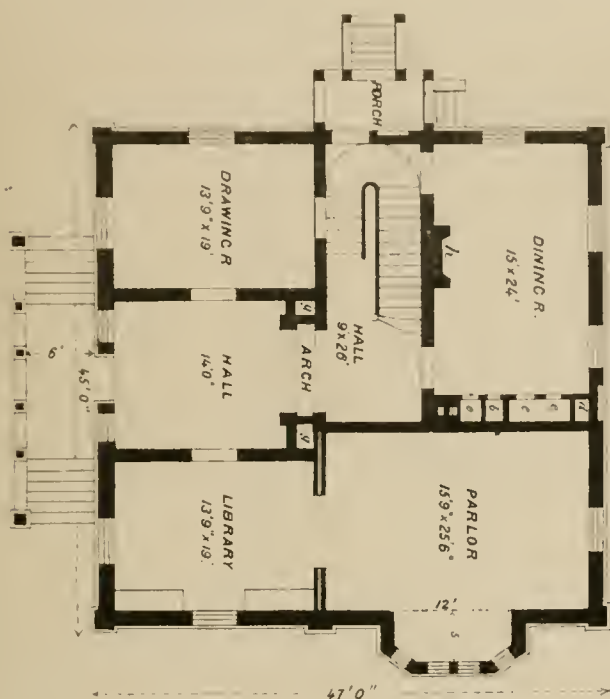 PORCH
DRAWING R
13'9" x 19'
DINING R.
15' x 24'
h
HALL
9' x 26'
HALL
14'0"
ARCH
h
h
6'
45'0"
LIBRARY
13'9" x 19'.
PARLOR
15'9" x 25'6"
12'
5
47'0"